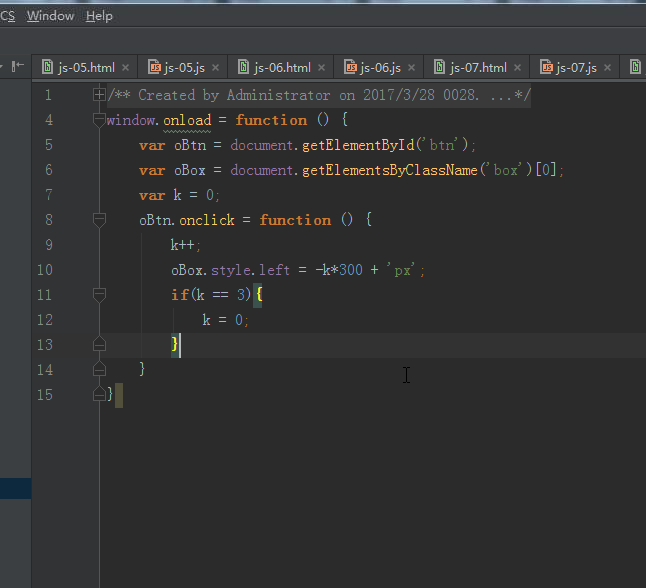 CS Window Help
js-05.html × js-05.js × js-06.html × js-06.js × js-07.html × js-07.js ×
1 /** Created by Administrator on 2017/3/28 0028. ...*/
4 window.onload = function () {
5 var oBtn = document.getElementById('btn');
6 var oBox = document.getElementsByClassName('box')[0];
7 var k = 0;
8 oBtn.onclick = function () {
9 k++;
10 oBox.style.left = -k*300 + 'px';
11 if(k == 3){
12 k = 0;
13 }
14 }
15 }